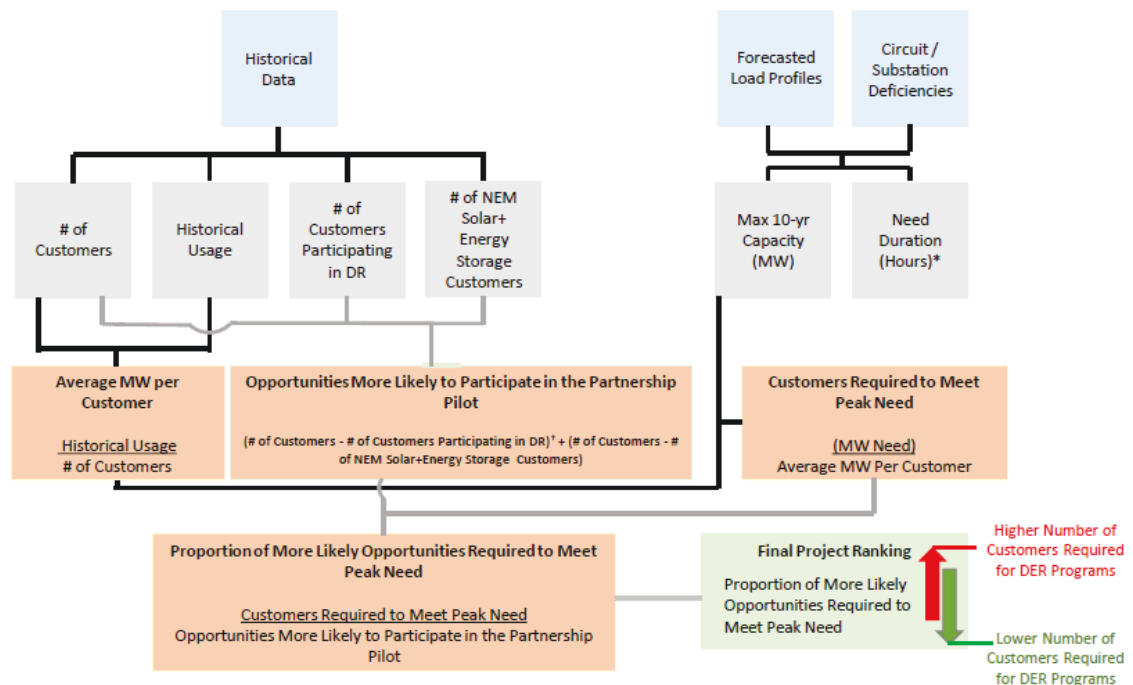 Historical
Data
Forecasted
Load Profiles
Circuit /
Substation
Deficiencies
# of
Customers
Historical
Usage
# of
Customers
Participating
in DR
# of NEM
Solar+
Energy
Storage
Customers
Max 10-yr
Capacity
(MW)
Need
Duration
(Hours)*
Average MW per
Customer
Historical Usage
# of Customers
Opportunities More Likely to Participate in the Partnership
Pilot
(# of Customers - # of Customers Participating in DR)† + (# of Customers - #
of NEM Solar+Energy Storage Customers)
Customers Required to Meet
Peak Need
(MW Need)
Average MW Per Customer
Proportion of More Likely Opportunities Required to Meet
Peak Need
Customers Required to Meet Peak Need
Opportunities More Likely to Participate in the Partnership
Pilot
Final Project Ranking
Proportion of More Likely
Opportunities Required to
Meet Peak Need
Higher Number of
Customers Required
for DER Programs
Lower Number of
Customers Required
for DER Programs